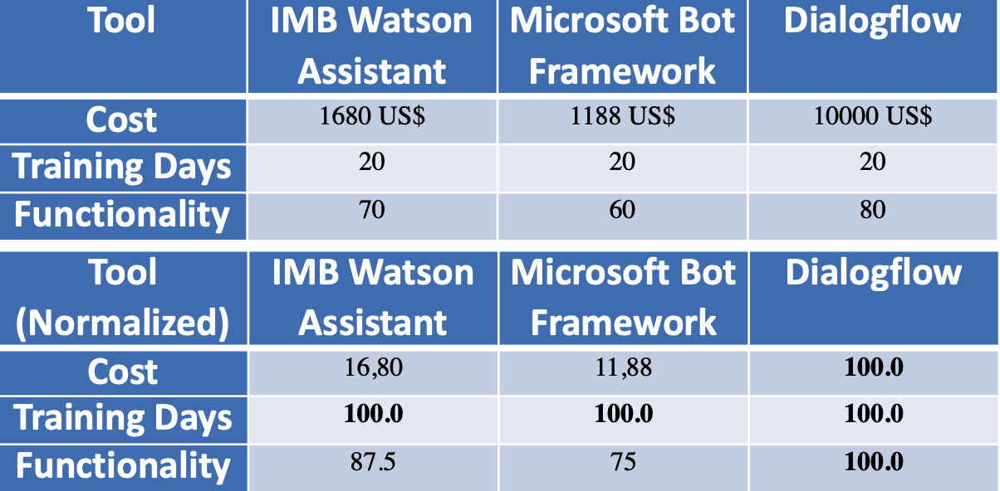 Tool IMB Watson Microsoft Bot Dialogflow
Assistant Framework
Cost 1680 US$ 1188 US$ 10000 US$
Training Days 20 20 20
Functionality 70 60 80
Tool IMB Watson Microsoft Bot Dialogflow
(Normalized) Assistant Framework
Cost 16,80 11,88 100.0
Training Days 100.0 100.0 100.0
Functionality 87.5 75 100.0